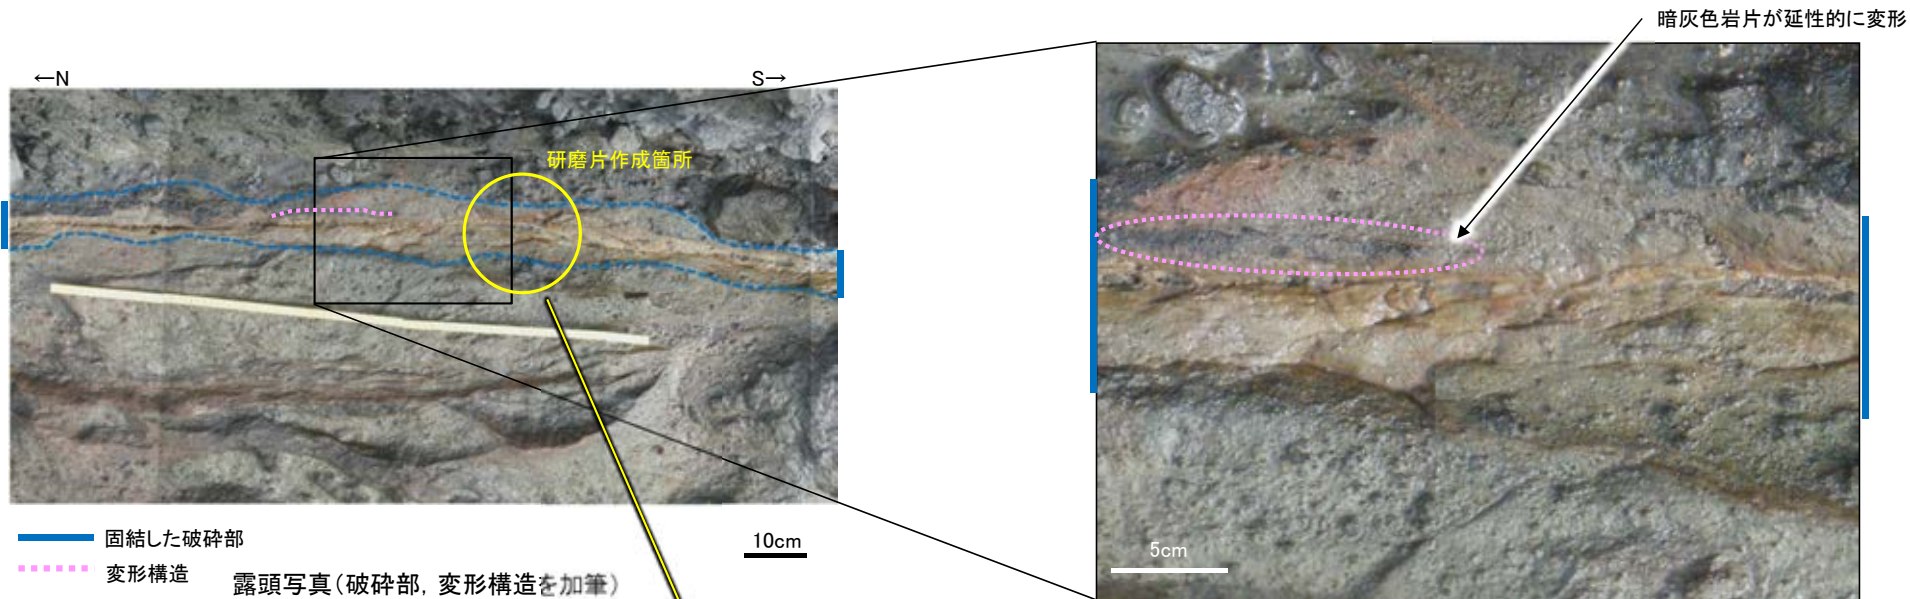 暗灰色岩片が延性的に変形
←N
S→
研磨片作成箇所
固結した破砕部
10cm
変形構造
露頭写真(破砕部,変形構造を加筆)
5cm